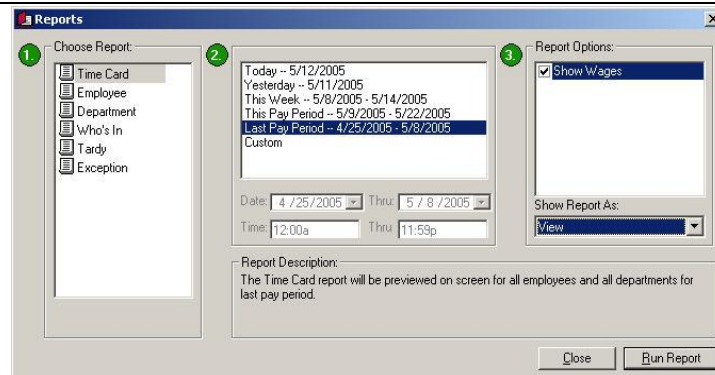 Reports
1.
Choose Report:
Time Card
Employee
Department
Who's In
Tardy
Exception
2.
Today -- 5/12/2005
Yesterday -- 5/11/2005
This Week -- 5/8/2005 - 5/14/2005
This Pay Period -- 5/9/2005 - 5/22/2005
Last Pay Period -- 4/25/2005 - 5/8/2005
Custom
Date: 4 /25/2005 Thru: 5 / 8 /2005
Time: 12:00a Thru 11:59p
3.
Report Options:
Show Wages
Show Report As:
View
Report Description:
The Time Card report will be previewed on screen for all employees and all departments for
last pay period.
Close Run Report